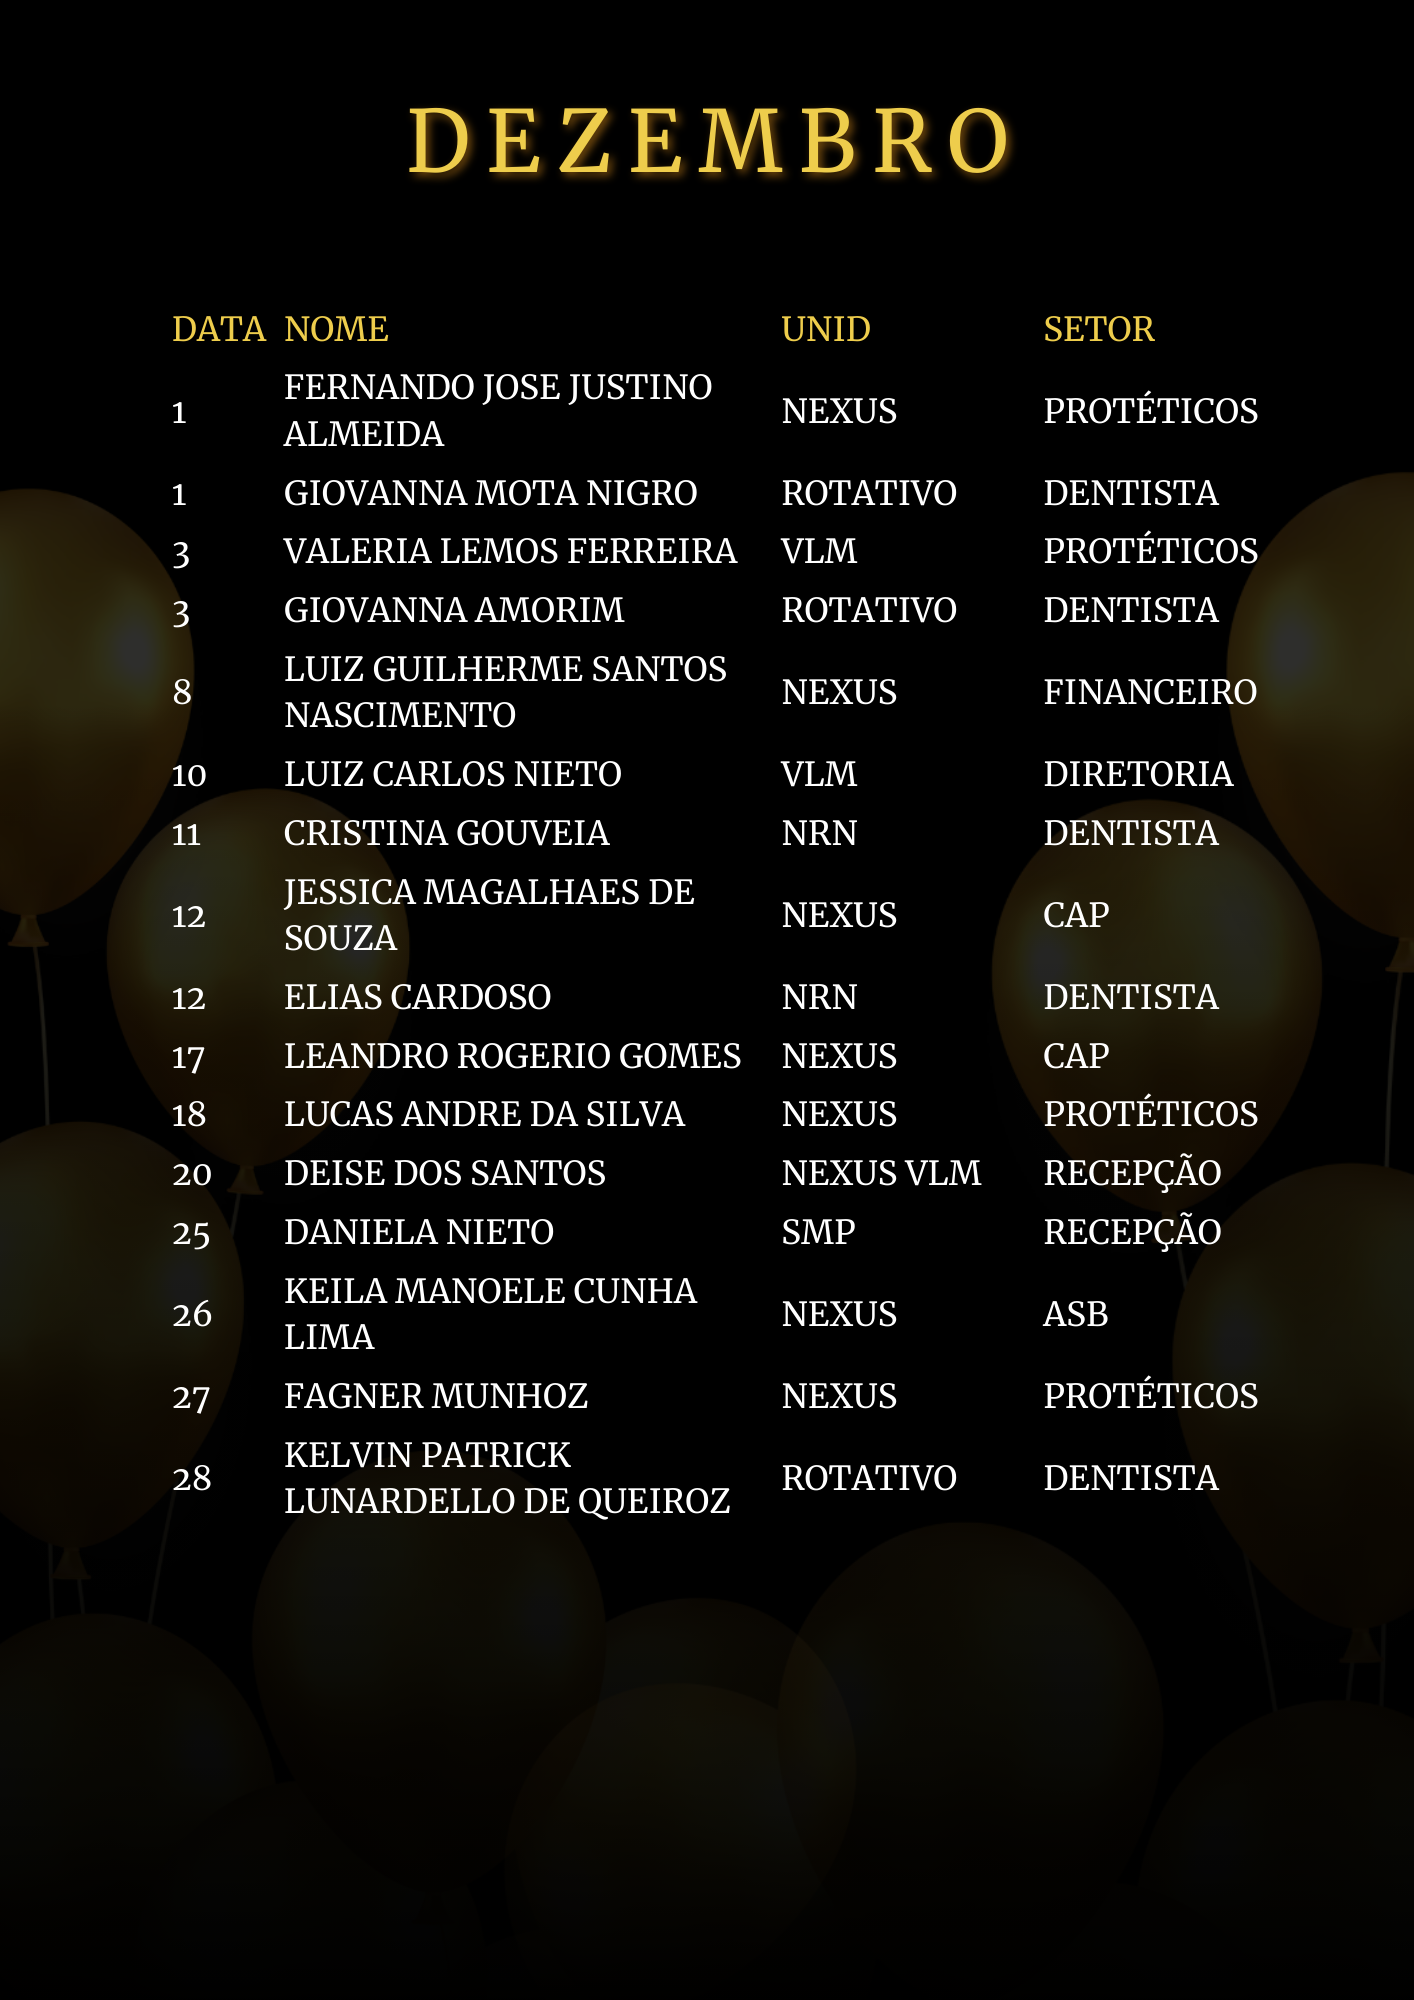 DEZEMBRO
DATA NOME UNID SETOR
1 FERNANDO JOSE JUSTINO ALMEIDA NEXUS PROTÉTICOS
1 GIOVANNA MOTA NIGRO ROTATIVO DENTISTA
3 VALERIA LEMOS FERREIRA VLM PROTÉTICOS
3 GIOVANNA AMORIM ROTATIVO DENTISTA
8 LUIZ GUILHERME SANTOS NASCIMENTO NEXUS FINANCEIRO
10 LUIZ CARLOS NIETO VLM DIRETORIA
11 CRISTINA GOUVEIA NRN DENTISTA
12 JESSICA MAGALHAES DE SOUZA NEXUS CAP
12 ELIAS CARDOSO NRN DENTISTA
17 LEANDRO ROGERIO GOMES NEXUS CAP
18 LUCAS ANDRE DA SILVA NEXUS PROTÉTICOS
20 DEISE DOS SANTOS NEXUS VLM RECEPÇÃO
25 DANIELA NIETO SMP RECEPÇÃO
26 KEILA MANOELE CUNHA LIMA NEXUS ASB
27 FAGNER MUNHOZ NEXUS PROTÉTICOS
28 KELVIN PATRICK LUNARDELLO DE QUEIROZ ROTATIVO DENTISTA